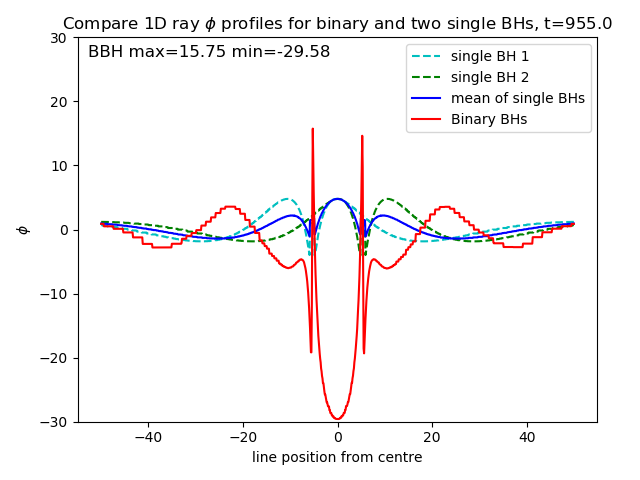 Compare 1D ray ϕ profiles for binary and two single BHs, t=955.0
BBH max=15.75 min=-29.58
single BH 1
single BH 2
mean of single BHs
Binary BHs
ϕ
30
20
10
0
−10
−20
−30
−40
−20
0
20
40
line position from centre